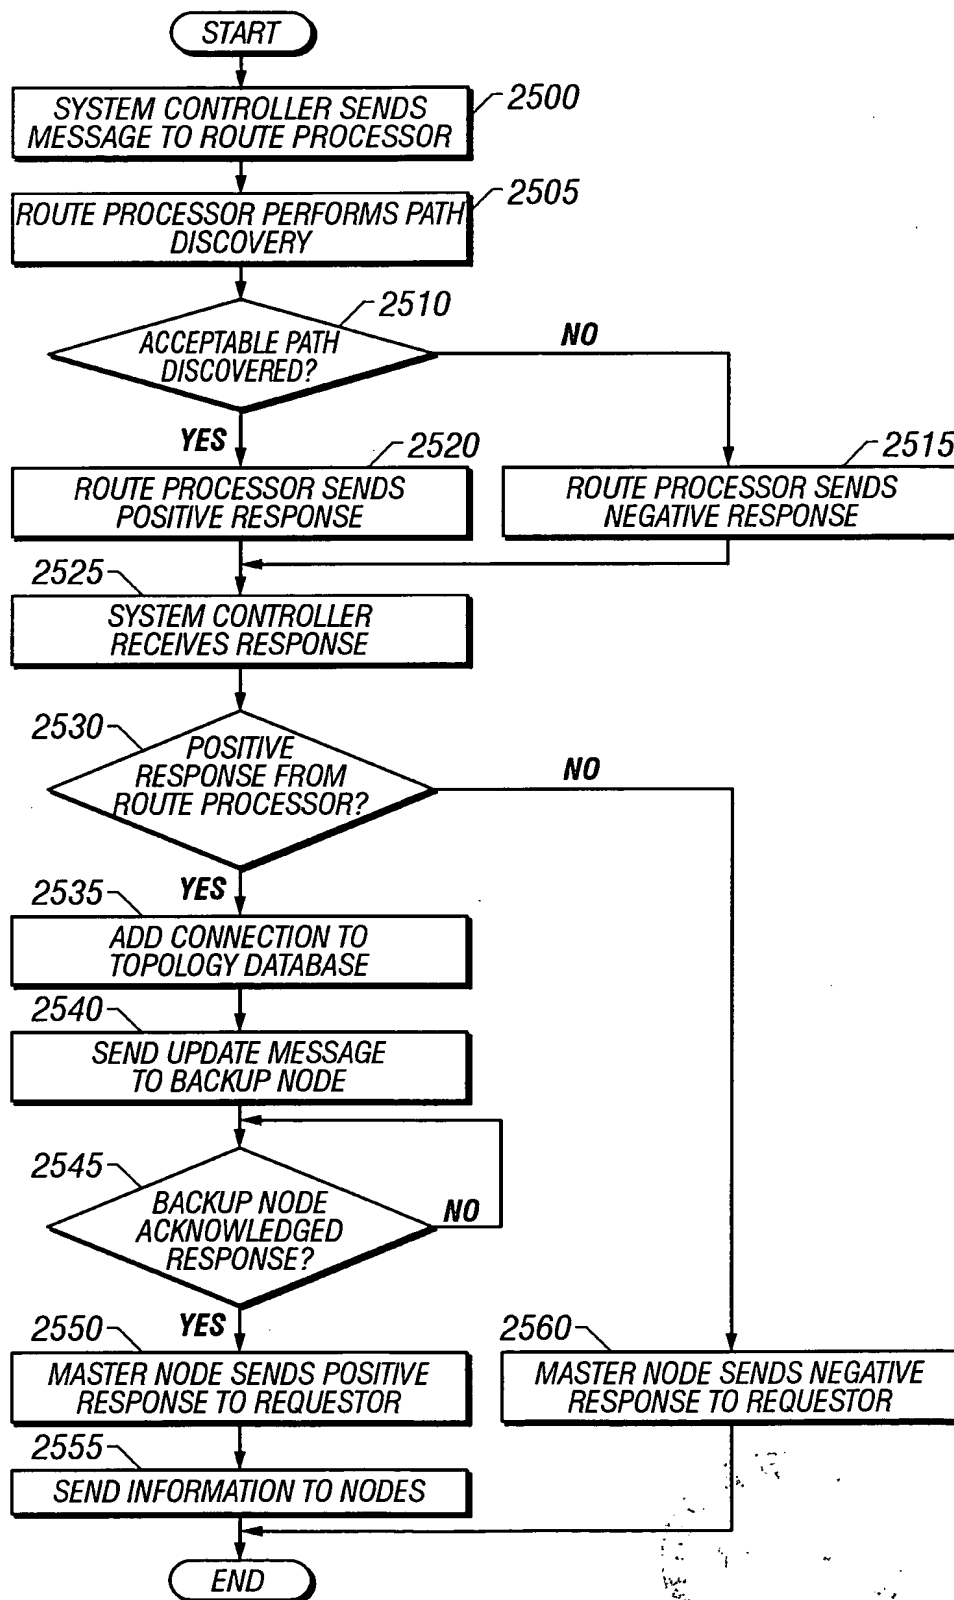 START
2500
SYSTEM CONTROLLER SENDS
MESSAGE TO ROUTE PROCESSOR
2505
ROUTE PROCESSOR PERFORMS PATH
DISCOVERY
2510
ACCEPTABLE PATH
DISCOVERED?
NO
YES
2520
2515
ROUTE PROCESSOR SENDS
POSITIVE RESPONSE
ROUTE PROCESSOR SENDS
NEGATIVE RESPONSE
2525
SYSTEM CONTROLLER
RECEIVES RESPONSE
2530
POSITIVE
RESPONSE FROM
ROUTE PROCESSOR?
NO
YES
2535
ADD CONNECTION TO
TOPOLOGY DATABASE
2540
SEND UPDATE MESSAGE
TO BACKUP NODE
2545
BACKUP NODE
ACKNOWLEDGED
RESPONSE?
NO
YES
2550
2560
MASTER NODE SENDS POSITIVE
RESPONSE TO REQUESTOR
MASTER NODE SENDS NEGATIVE
RESPONSE TO REQUESTOR
2555
SEND INFORMATION TO NODES
END